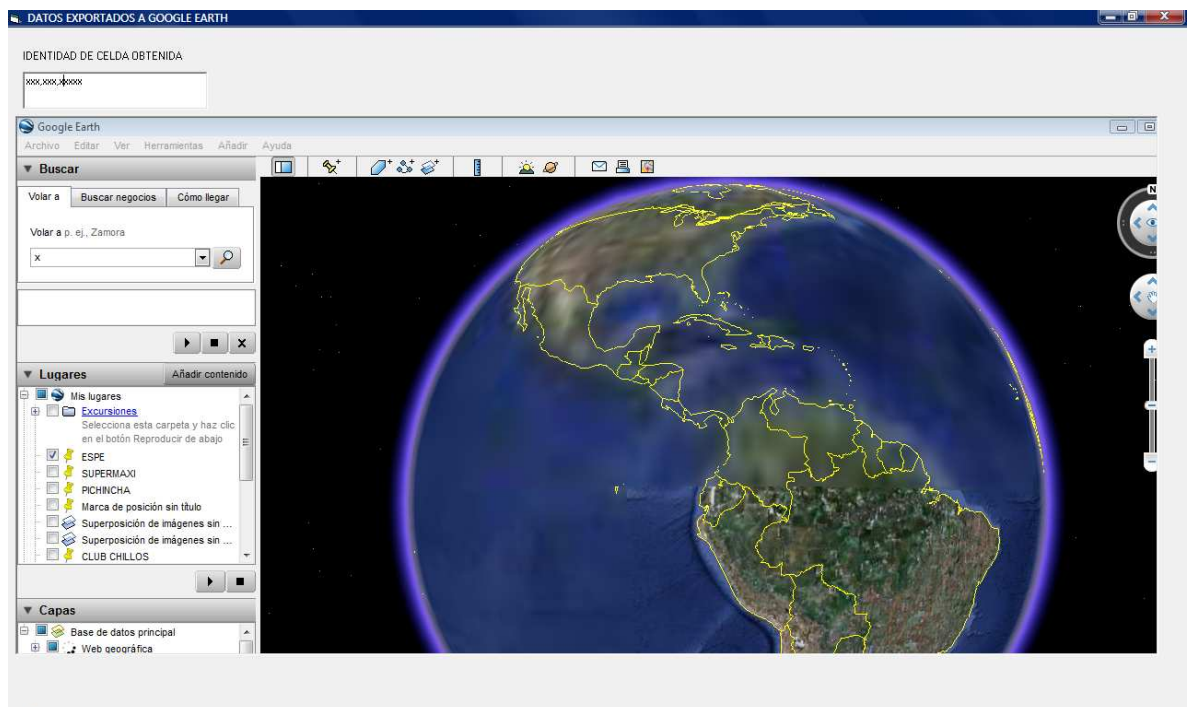 DATOS EXPORTADOS A GOOGLE EARTH
IDENTIDAD DE CELDA OBTENIDA
xxx,xxx,xxxxx
Google Earth
Archivo Editar Ver Herramientas Añadir Ayuda
Buscar
Volar a Buscar negocios Cómo llegar
Volar a p. ej., Zamora
x
Lugares Añadir contenido
Mis lugares
Excursiones
Selecciona esta carpeta y haz clic
en el botón Reproducir de abajo
ESPE
SUPERMAXI
PICHINCHA
Marca de posición sin título
Superposición de imágenes sin ...
Superposición de imágenes sin ...
CLUB CHILLOS
Capas
Base de datos principal
Web geográfica
N